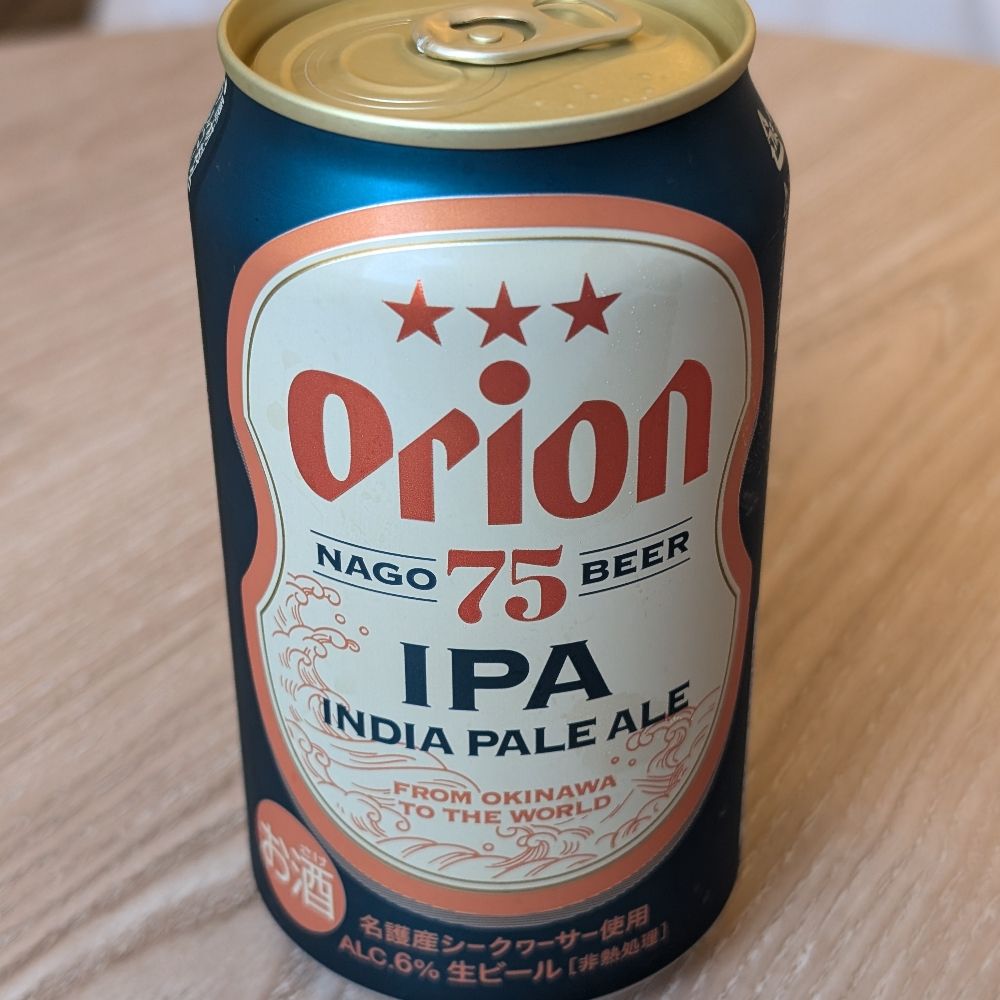 Orion
NAGO 75 BEER
IPA
INDIA PALE ALE
FROM OKINAWA
TO THE WORLD
お酒
名護産シークヮーサー使用
ALC.6% 生ビール [非熱処理]